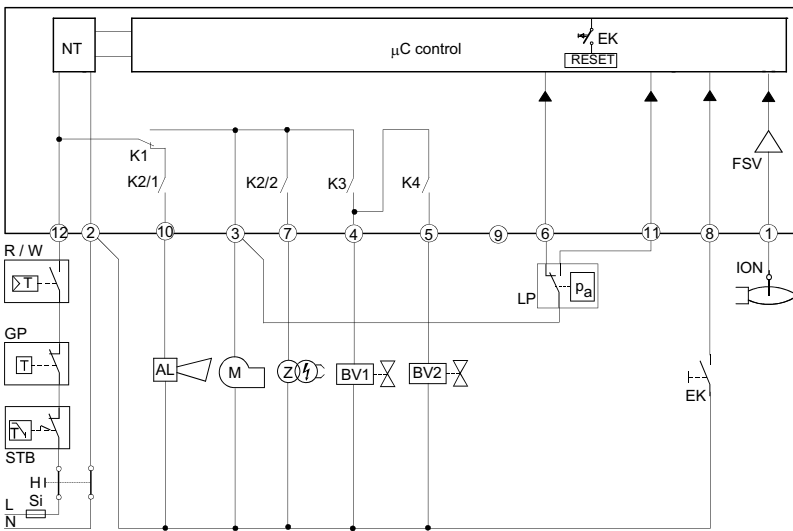 NT
µC control
EK
RESET
FSV
K1
K2/1
K2/2
K3
K4
12
2
10
3
7
4
5
9
6
11
8
1
R / W
T
GP
T
STB
T
H
Si
L
N
AL
M
Z
BV1
BV2
LP
pa
ION
EK